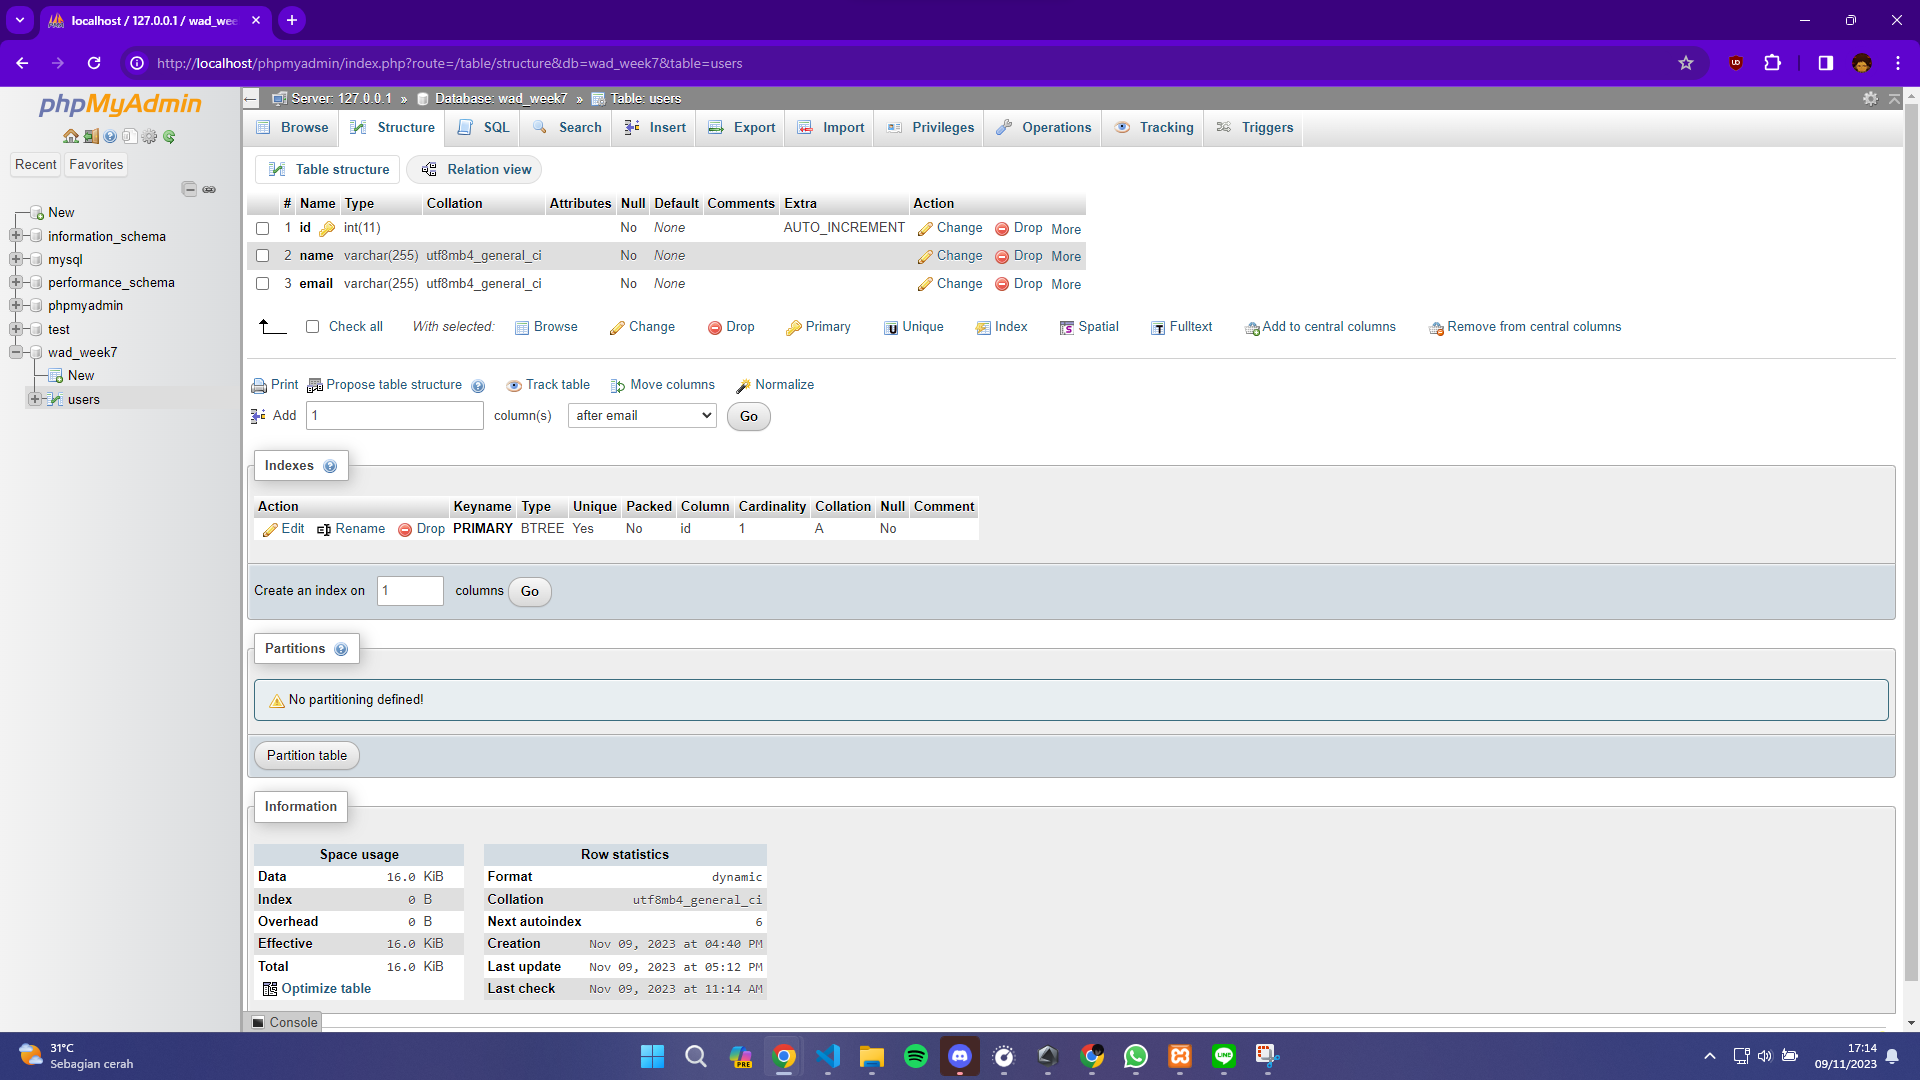 localhost / 127.0.0.1 / wad_wee
http://localhost/phpmyadmin/index.php?route=/table/structure&db=wad_week7&table=users
phpMyAdmin
Recent Favorites
New
information_schema
mysql
performance_schema
phpmyadmin
test
wad_week7
New
users
Server: 127.0.0.1 » Database: wad_week7 » Table: users
Browse Structure SQL Search Insert Export Import Privileges Operations Tracking Triggers
Table structure Relation view
# Name Type Collation Attributes Null Default Comments Extra Action
1 id int(11) No None AUTO_INCREMENT Change Drop More
2 name varchar(255) utf8mb4_general_ci No None Change Drop More
3 email varchar(255) utf8mb4_general_ci No None Change Drop More
Check all With selected: Browse Change Drop Primary Unique Index Spatial Fulltext Add to central columns Remove from central columns
Print Propose table structure Track table Move columns Normalize
Add 1 column(s) after email Go
Indexes
Action Keyname Type Unique Packed Column Cardinality Collation Null Comment
Edit Rename Drop PRIMARY BTREE Yes No id 1 A No
Create an index on 1 columns Go
Partitions
No partitioning defined!
Partition table
Information
Space usage
Data 16.0 KiB
Index 0 B
Overhead 0 B
Effective 16.0 KiB
Total 16.0 KiB
Optimize table
Row statistics
Format dynamic
Collation utf8mb4_general_ci
Next autoindex 6
Creation Nov 09, 2023 at 04:40 PM
Last update Nov 09, 2023 at 05:12 PM
Last check Nov 09, 2023 at 11:14 AM
Console
31°C
Sebagian cerah
PRE
LINE
17:14
09/11/2023